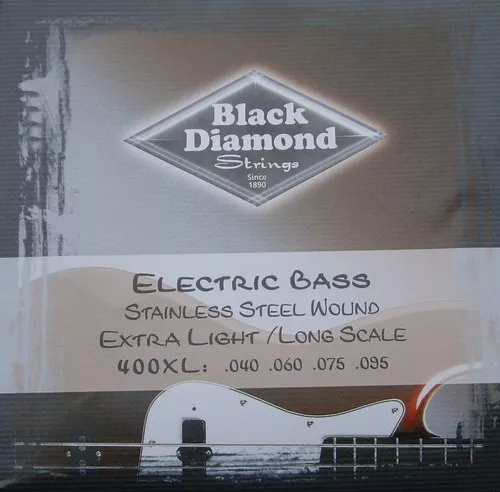 Black
Diamond
Strings
Since
1890
Electric Bass
Stainless Steel Wound
Extra Light /Long Scale
400XL: .040 .060 .075 .095